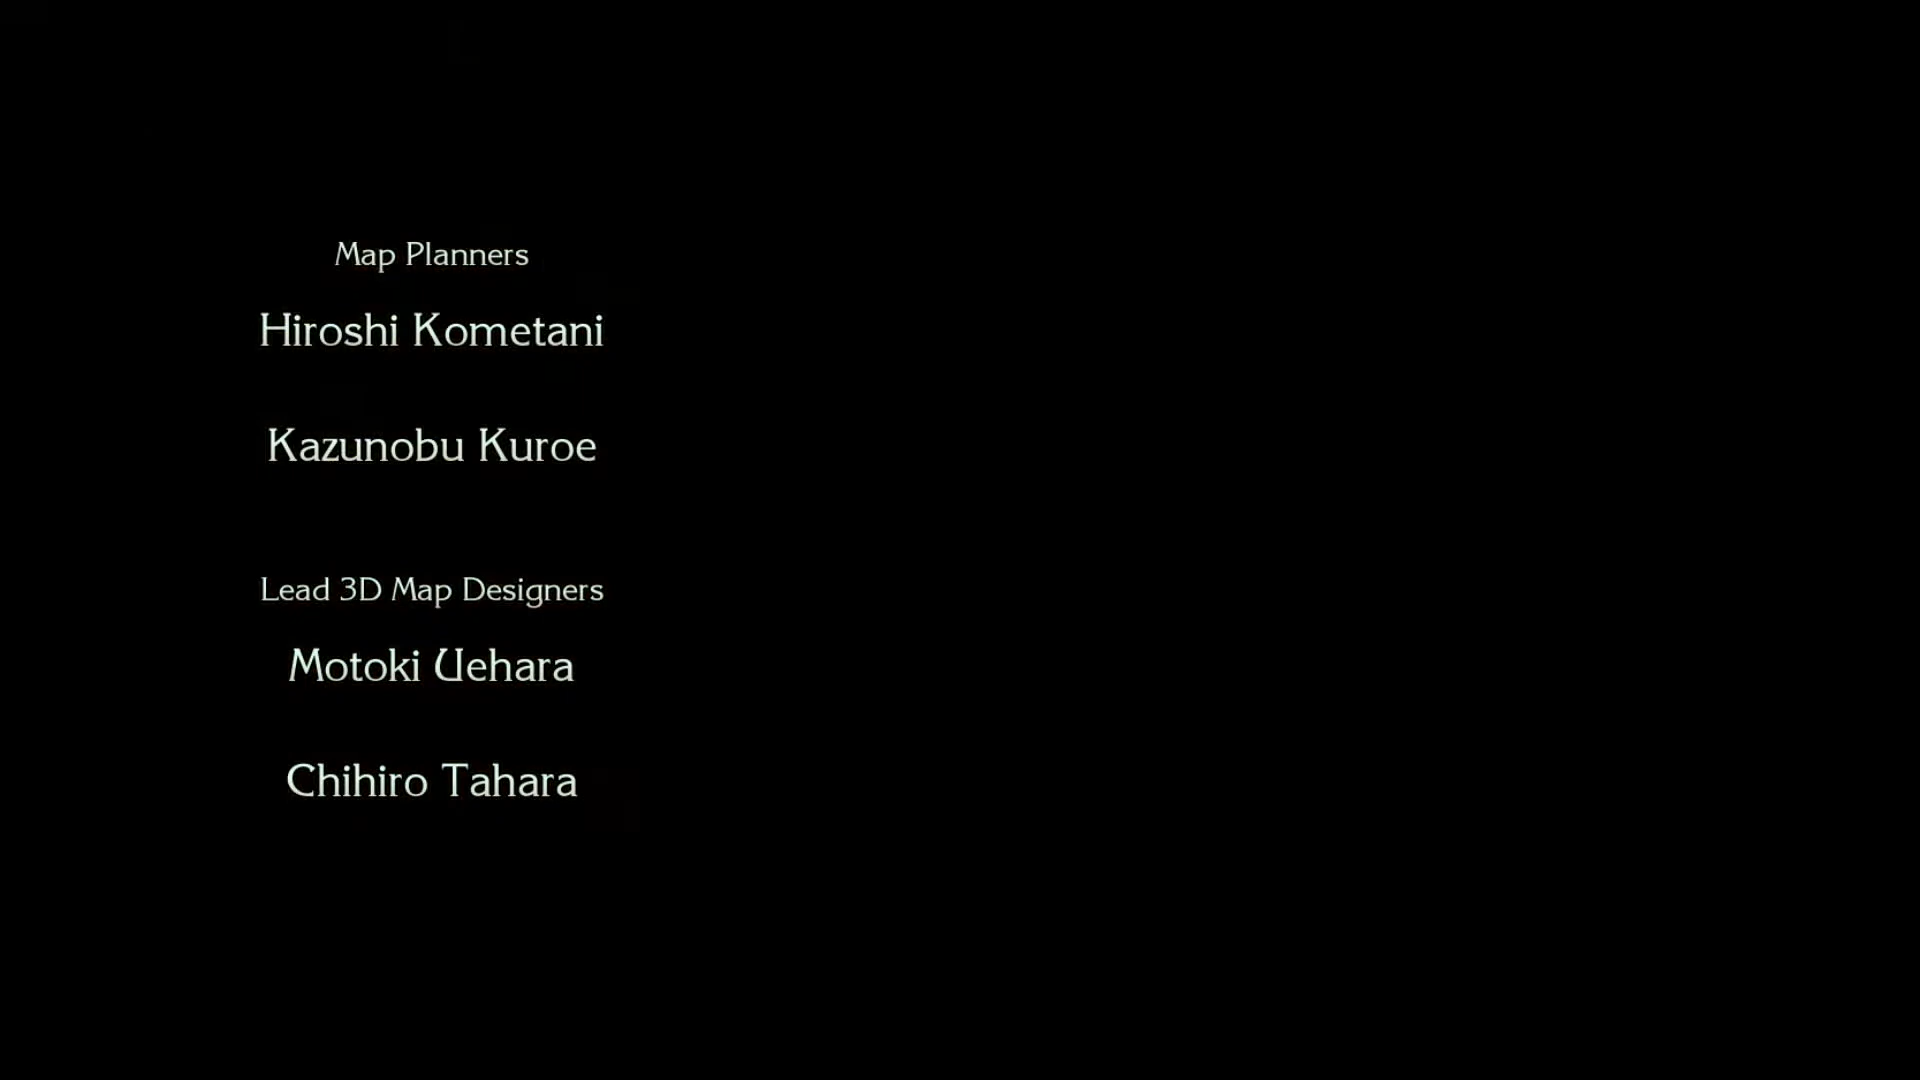 Map Planners
Hiroshi Kometani
Kazunobu Kuroe
Lead 3D Map Designers
Motoki Uehara
Chihiro Tahara